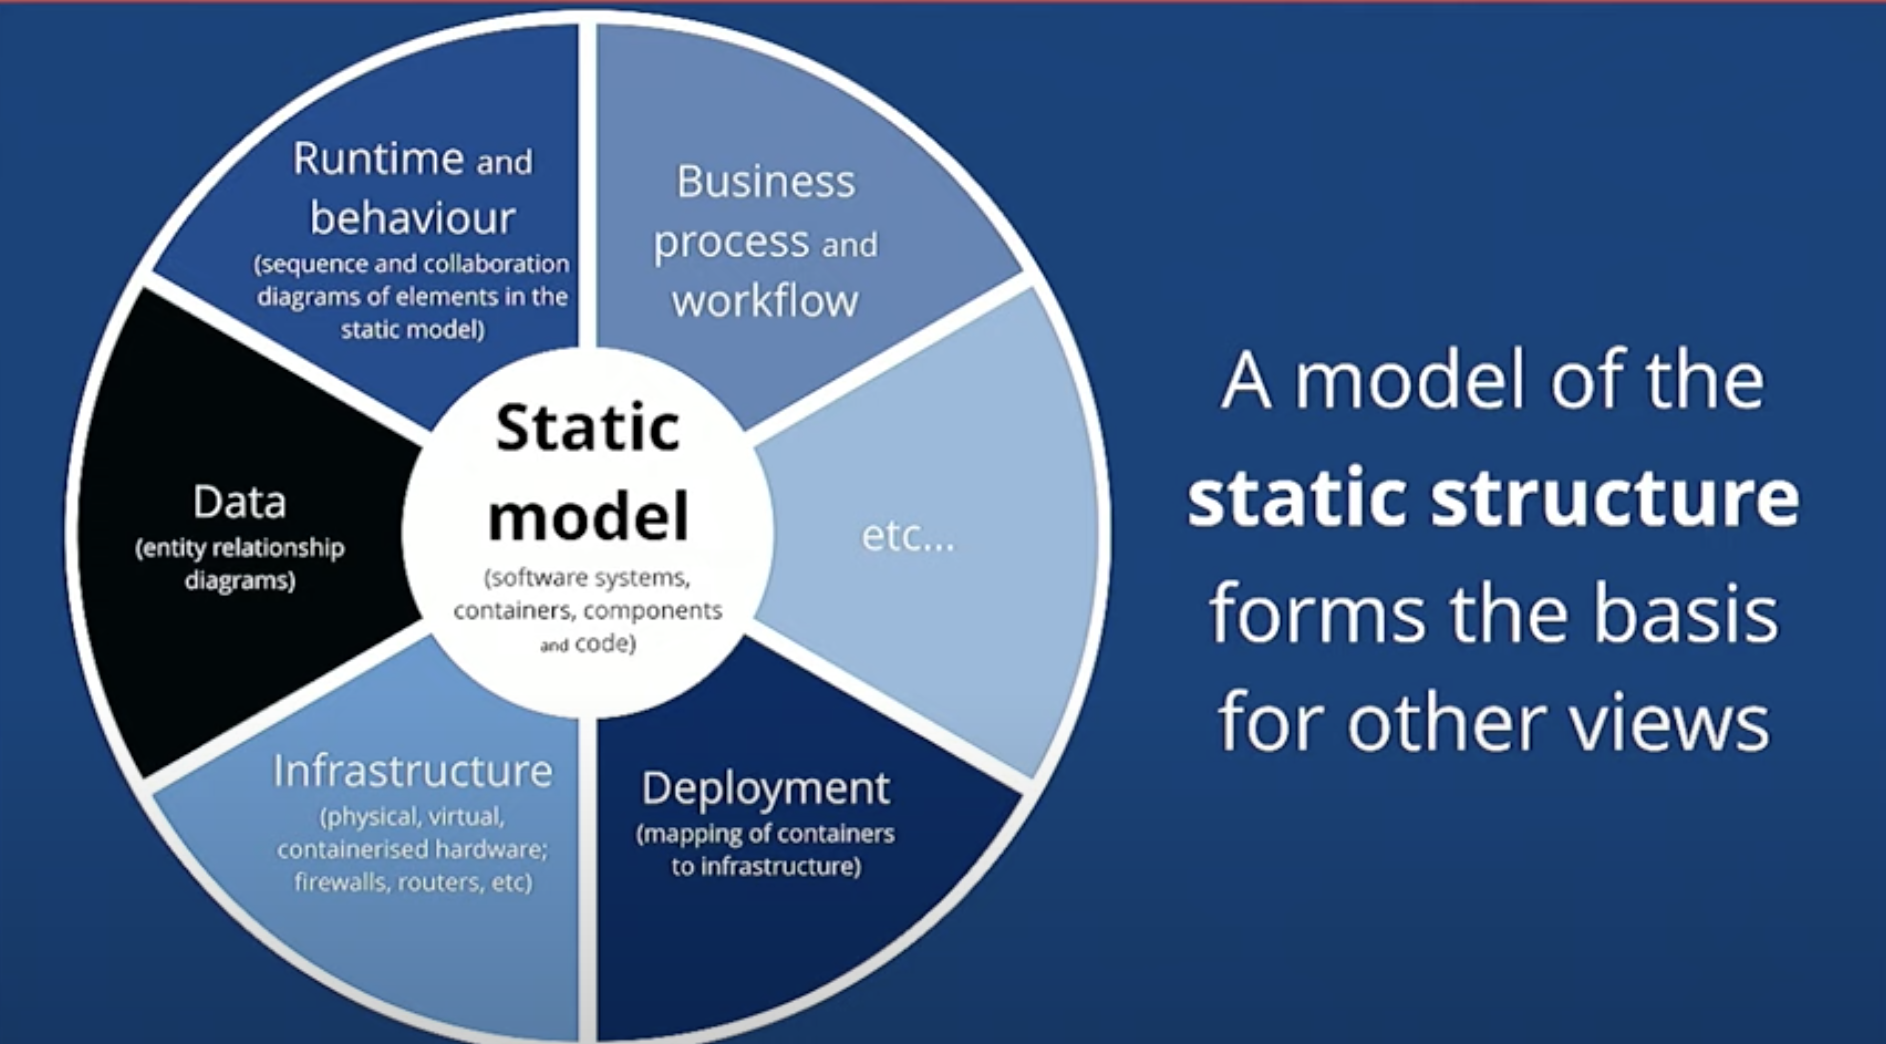 Runtime and
behaviour
(sequence and collaboration
diagrams of elements in the
static model)
Business
process and
workflow
Data
(entity relationship
diagrams)
Static
model
(software systems,
containers, components
and code)
etc...
Infrastructure
(physical, virtual,
containerised hardware;
firewalls, routers, etc)
Deployment
(mapping of containers
to infrastructure)
A model of the
static structure
forms the basis
for other views